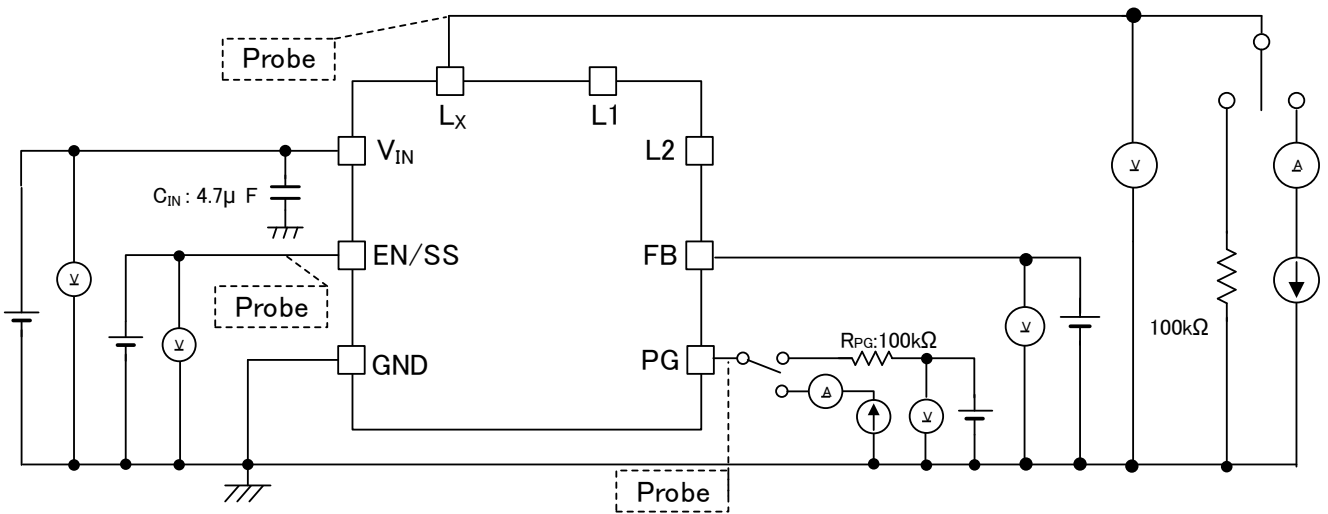 Probe
Lx
L1
VIN
L2
CIN : 4.7μ F
V
A
EN/SS
FB
V
Probe
V
V
100kΩ
RPG:100kΩ
GND
PG
A
V
Probe